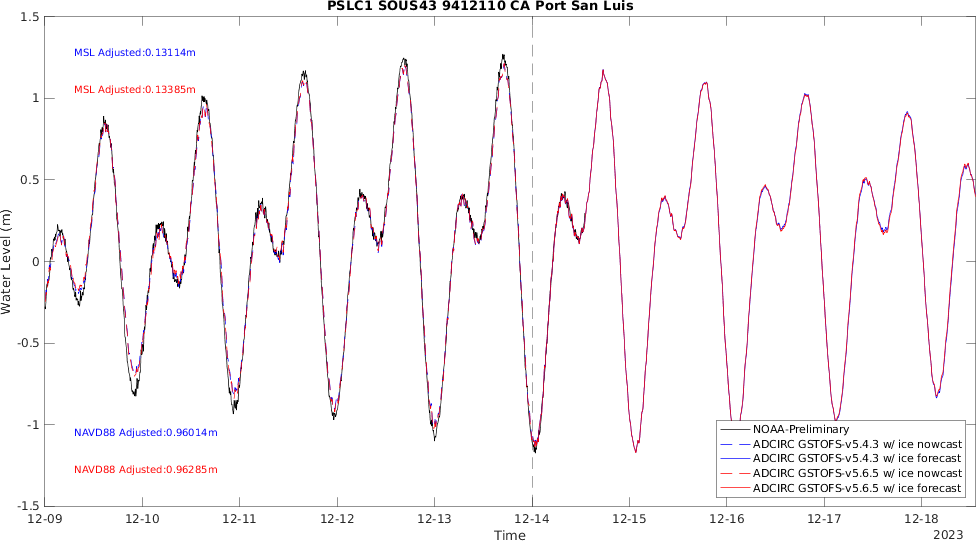 PSLC1 SOUS43 9412110 CA Port San Luis
1.5
MSL Adjusted:0.13114m
1
MSL Adjusted:0.13385m
0.5
0
-0.5
-1
-1.5
Water Level (m)
NAVD88 Adjusted:0.96014m
NAVD88 Adjusted:0.96285m
NOAA-Preliminary
ADCIRC GSTOFS-v5.4.3 w/ ice nowcast
ADCIRC GSTOFS-v5.4.3 w/ ice forecast
ADCIRC GSTOFS-v5.6.5 w/ ice nowcast
ADCIRC GSTOFS-v5.6.5 w/ ice forecast
12-09 12-10 12-11 12-12 12-13 12-14 12-15 12-16 12-17 12-18
Time
2023